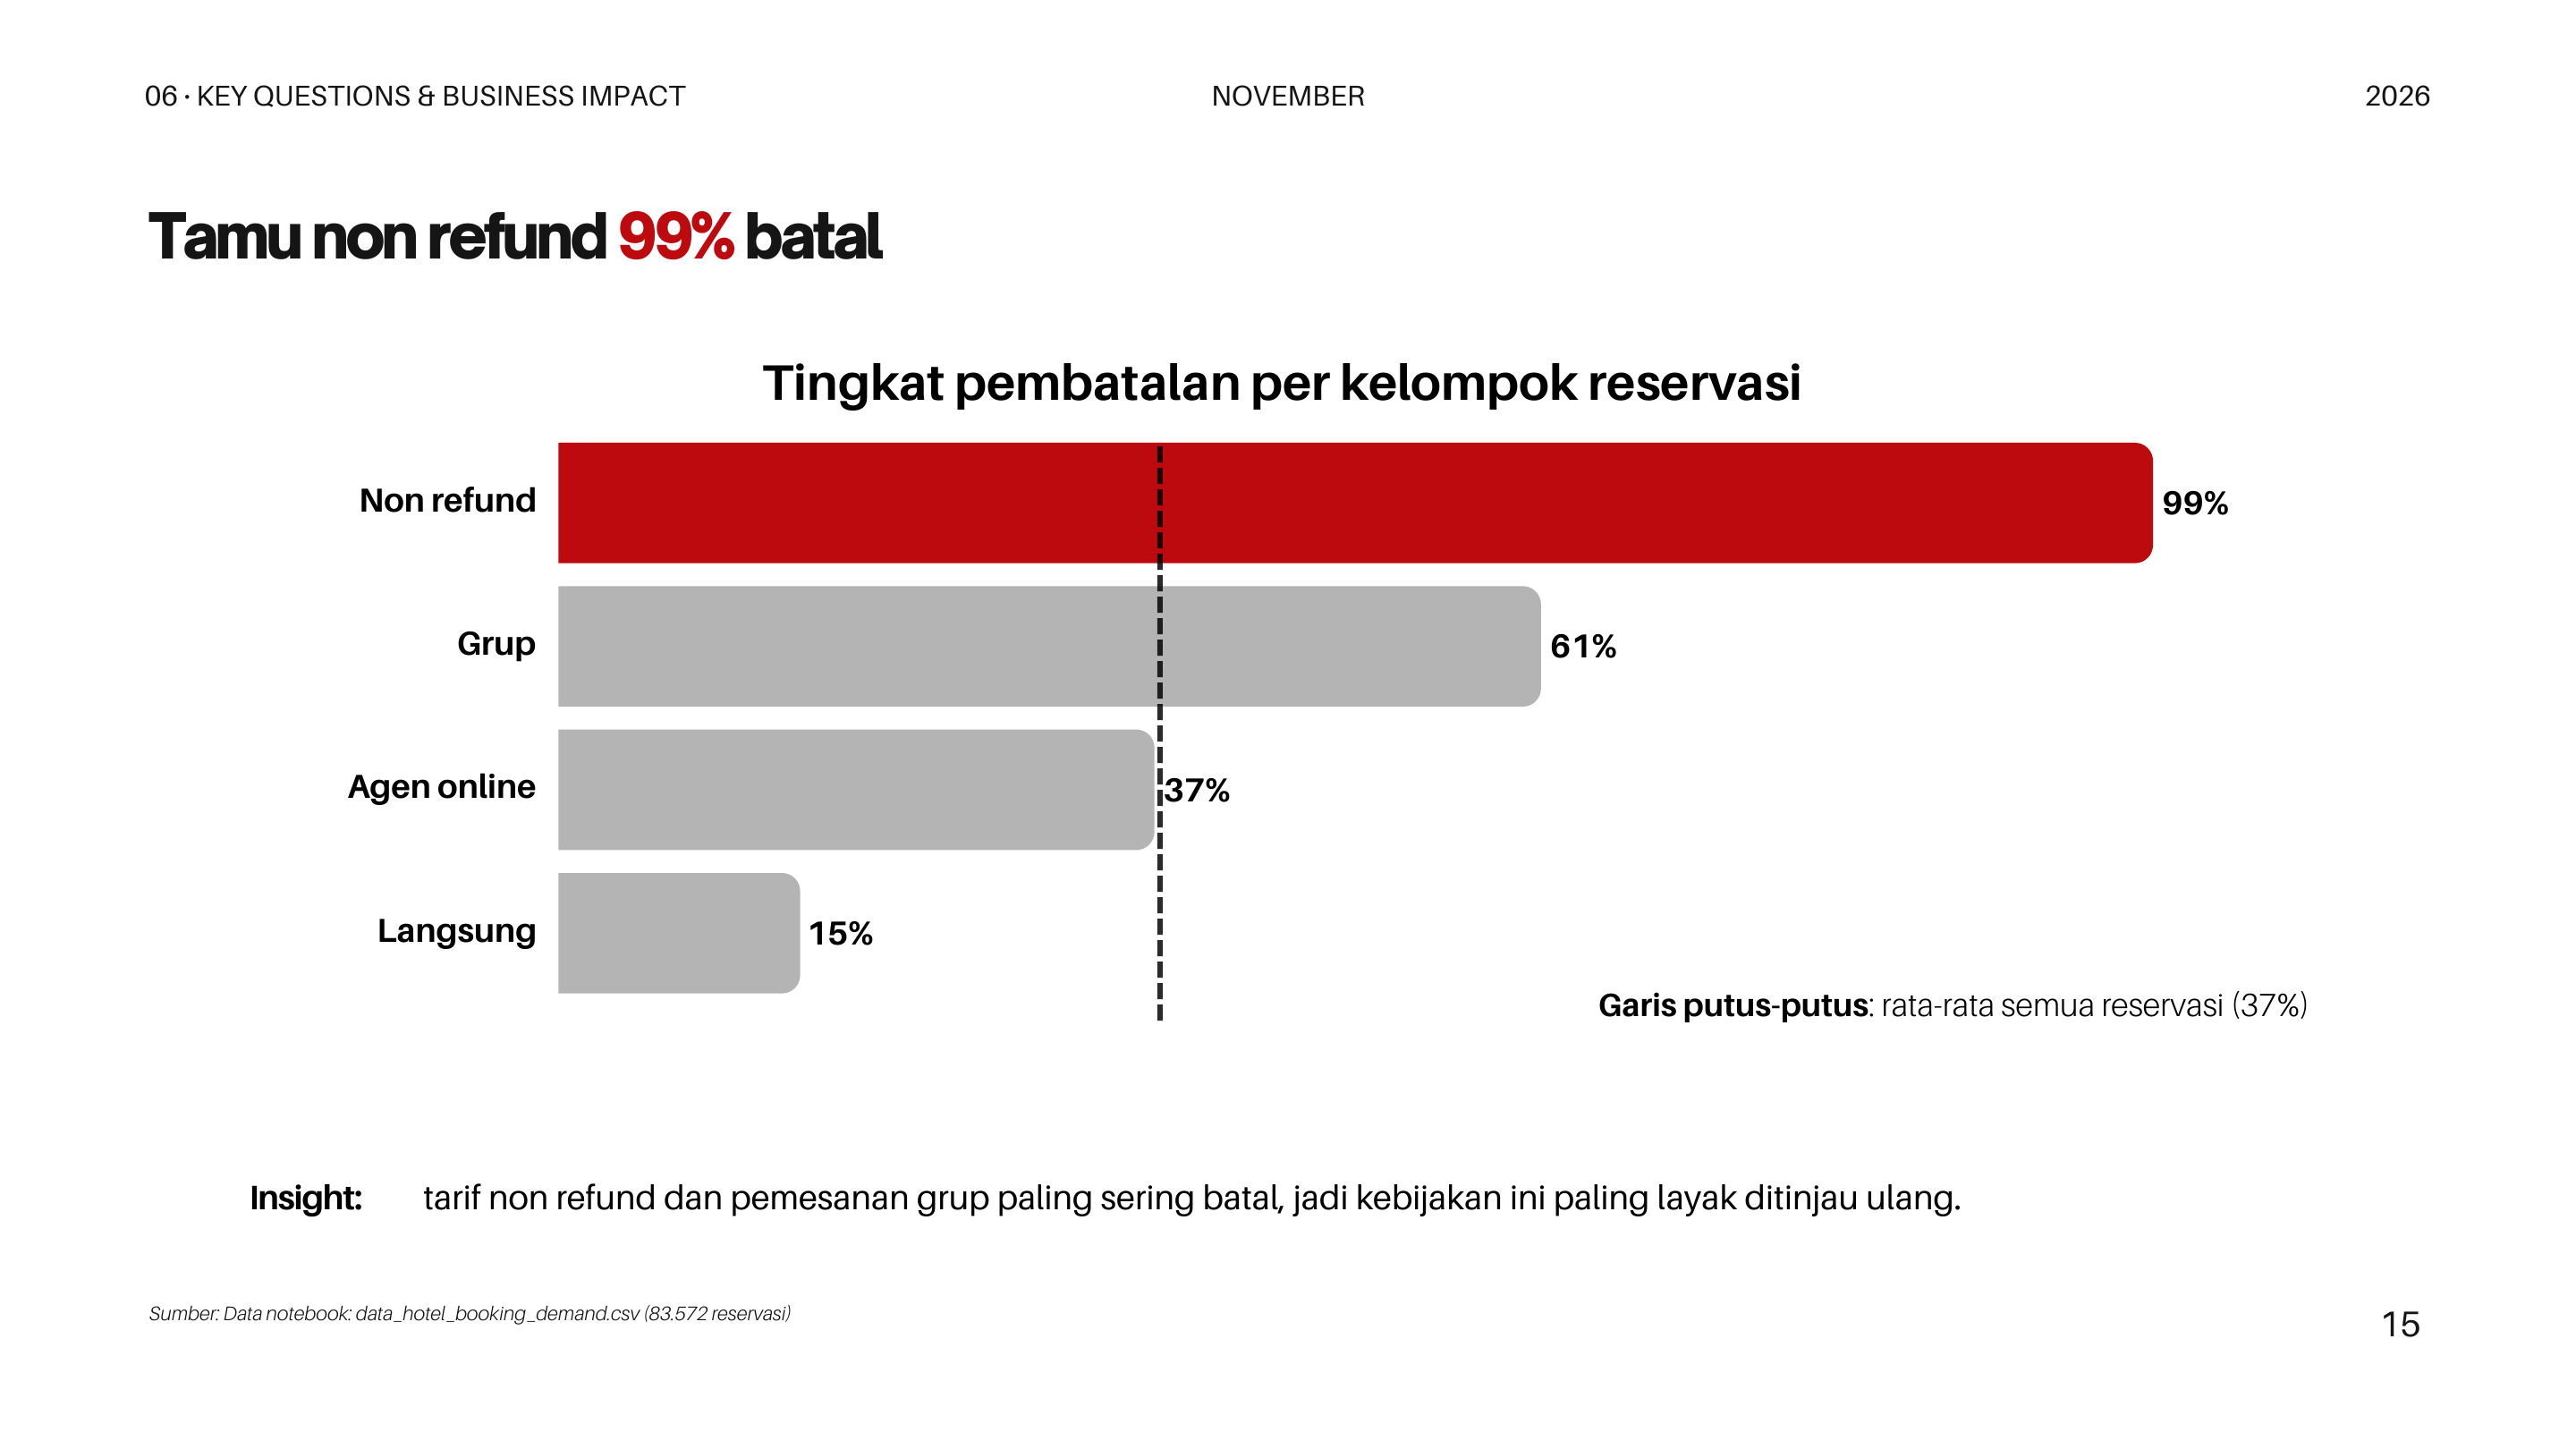 06 · KEY QUESTIONS & BUSINESS IMPACT
NOVEMBER
2026
Tamu non refund 99% batal
Tingkat pembatalan per kelompok reservasi
Non refund
99%
Grup
61%
Agen online
37%
Langsung
15%
Garis putus-putus: rata-rata semua reservasi (37%)
Insight: tarif non refund dan pemesanan grup paling sering batal, jadi kebijakan ini paling layak ditinjau ulang.
Sumber: Data notebook: data_hotel_booking_demand.csv (83.572 reservasi)
15